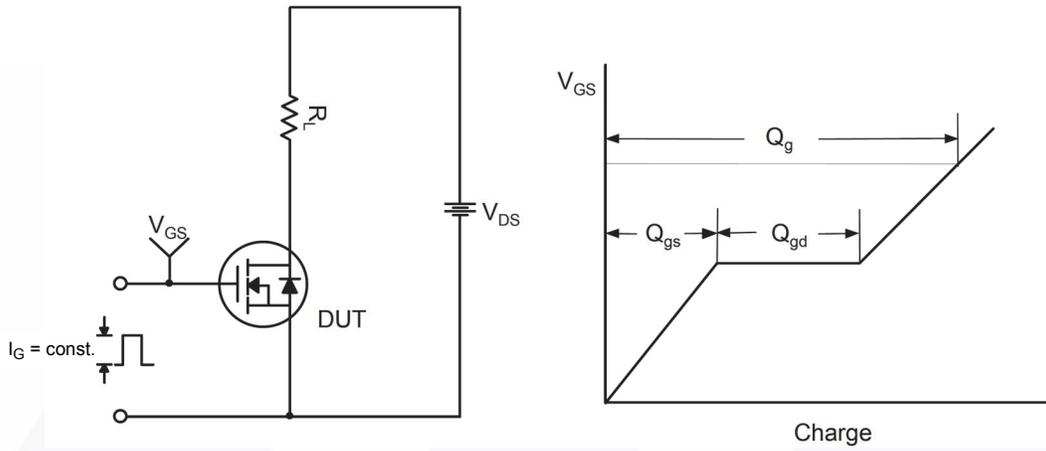 R_L
V_DS
V_GS
DUT
I_G = const.
V_GS
Q_g
Q_gs
Q_gd
Charge